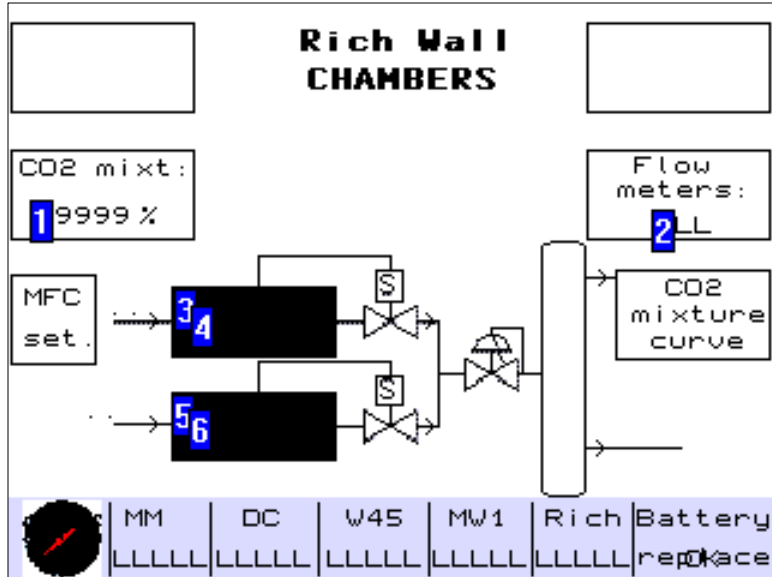 Rich Wall
CHAMBERS
CO2 mixt:
1 9999 %
Flow
meters:
2 LL
MFC
set.
3
4
S
5
6
S
CO2
mixture
curve
MM
LLLLL
DC
LLLLL
W45
LLLLL
MW1
LLLLL
Rich
LLLLL
Battery